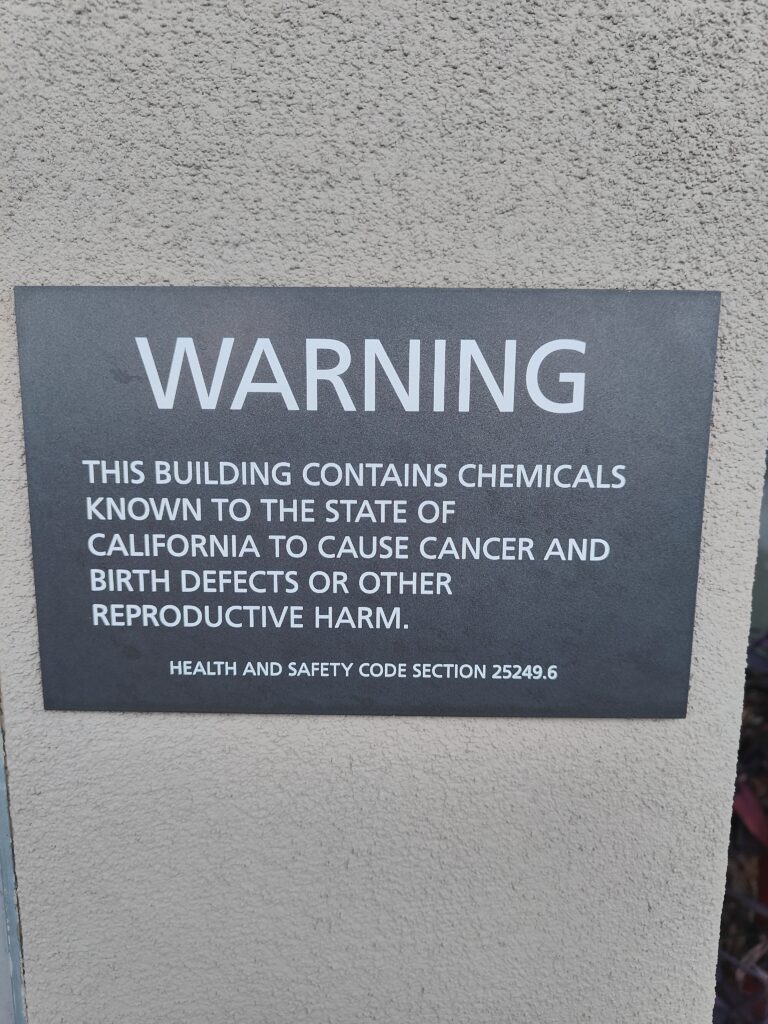 WARNING
THIS BUILDING CONTAINS CHEMICALS
KNOWN TO THE STATE OF
CALIFORNIA TO CAUSE CANCER AND
BIRTH DEFECTS OR OTHER
REPRODUCTIVE HARM.
HEALTH AND SAFETY CODE SECTION 25249.6